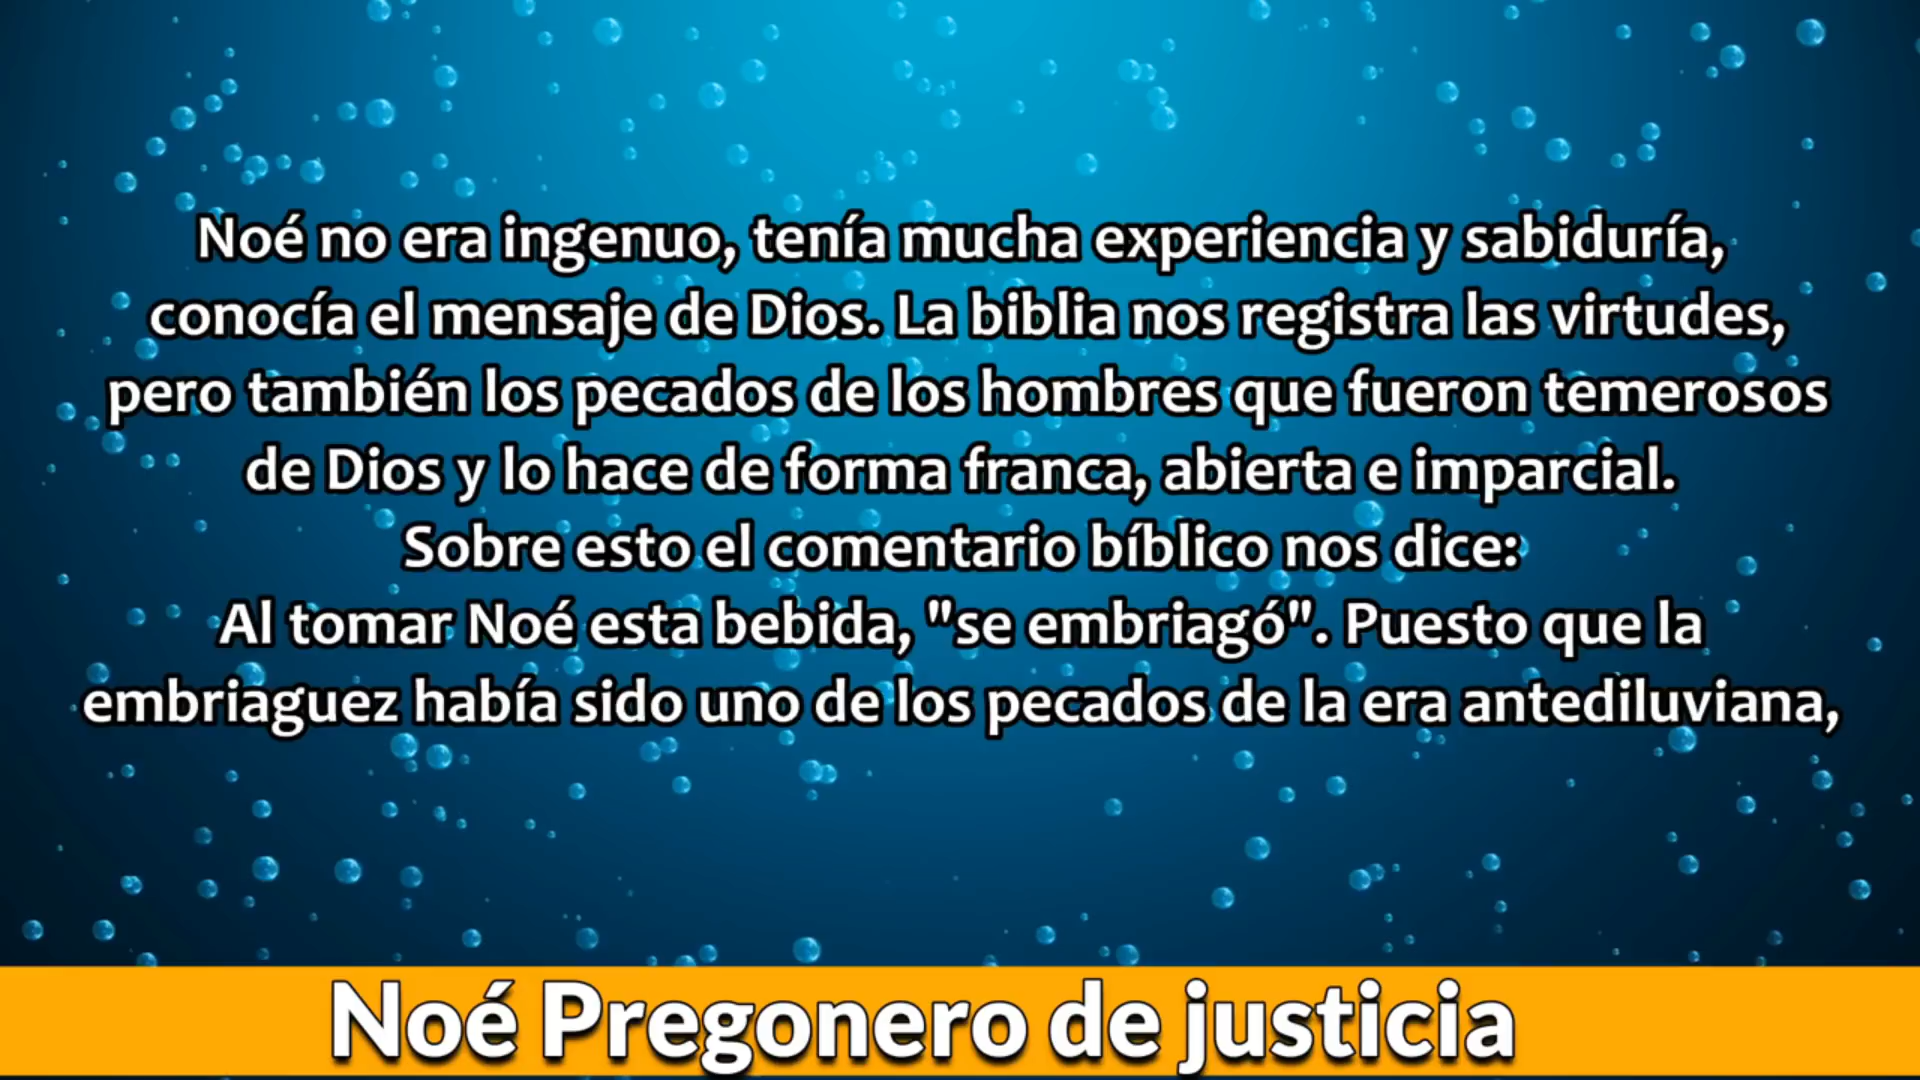 Noé no era ingenuo, tenía mucha experiencia y sabiduría,
conocía el mensaje de Dios. La biblia nos registra las virtudes,
pero también los pecados de los hombres que fueron temerosos
de Dios y lo hace de forma franca, abierta e imparcial.
Sobre esto el comentario bíblico nos dice:
Al tomar Noé esta bebida, "se embriagó". Puesto que la
embriaguez había sido uno de los pecados de la era antediluviana,
Noé Pregonero de justicia